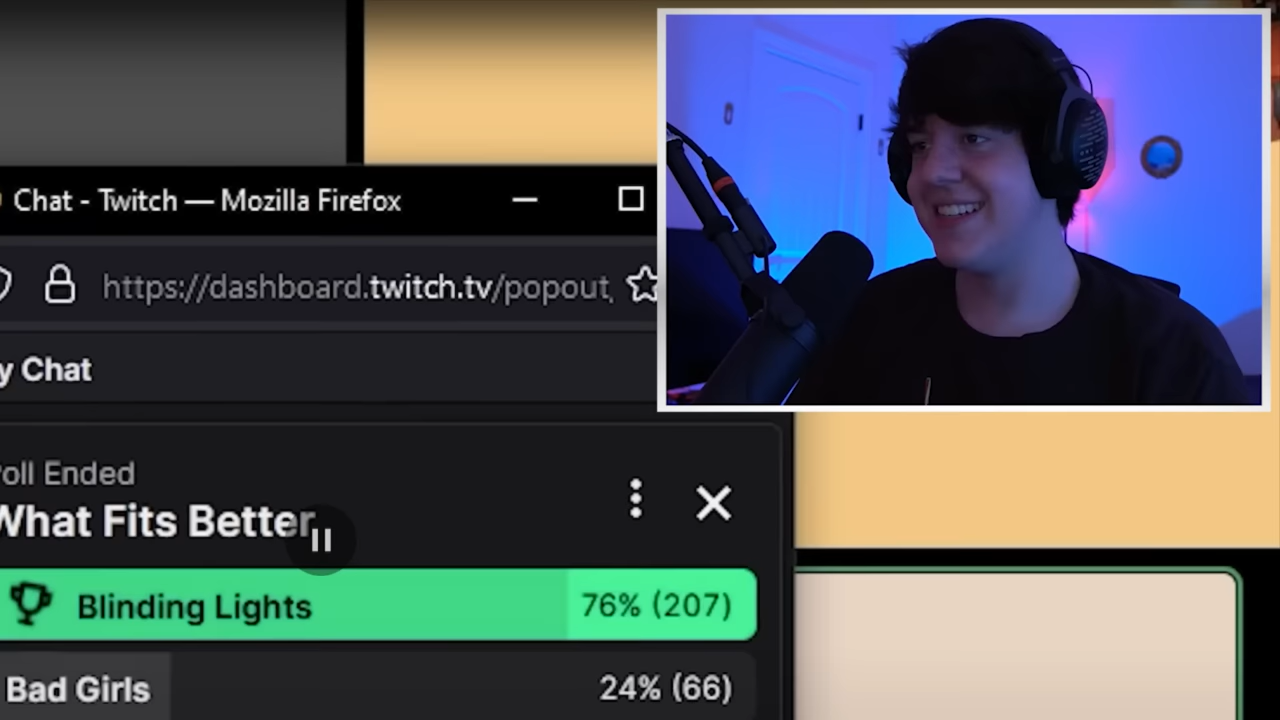 Chat - Twitch — Mozilla Firefox
https://dashboard.twitch.tv/popout
y Chat
oll Ended
What Fits Better
Blinding Lights 76% (207)
Bad Girls 24% (66)